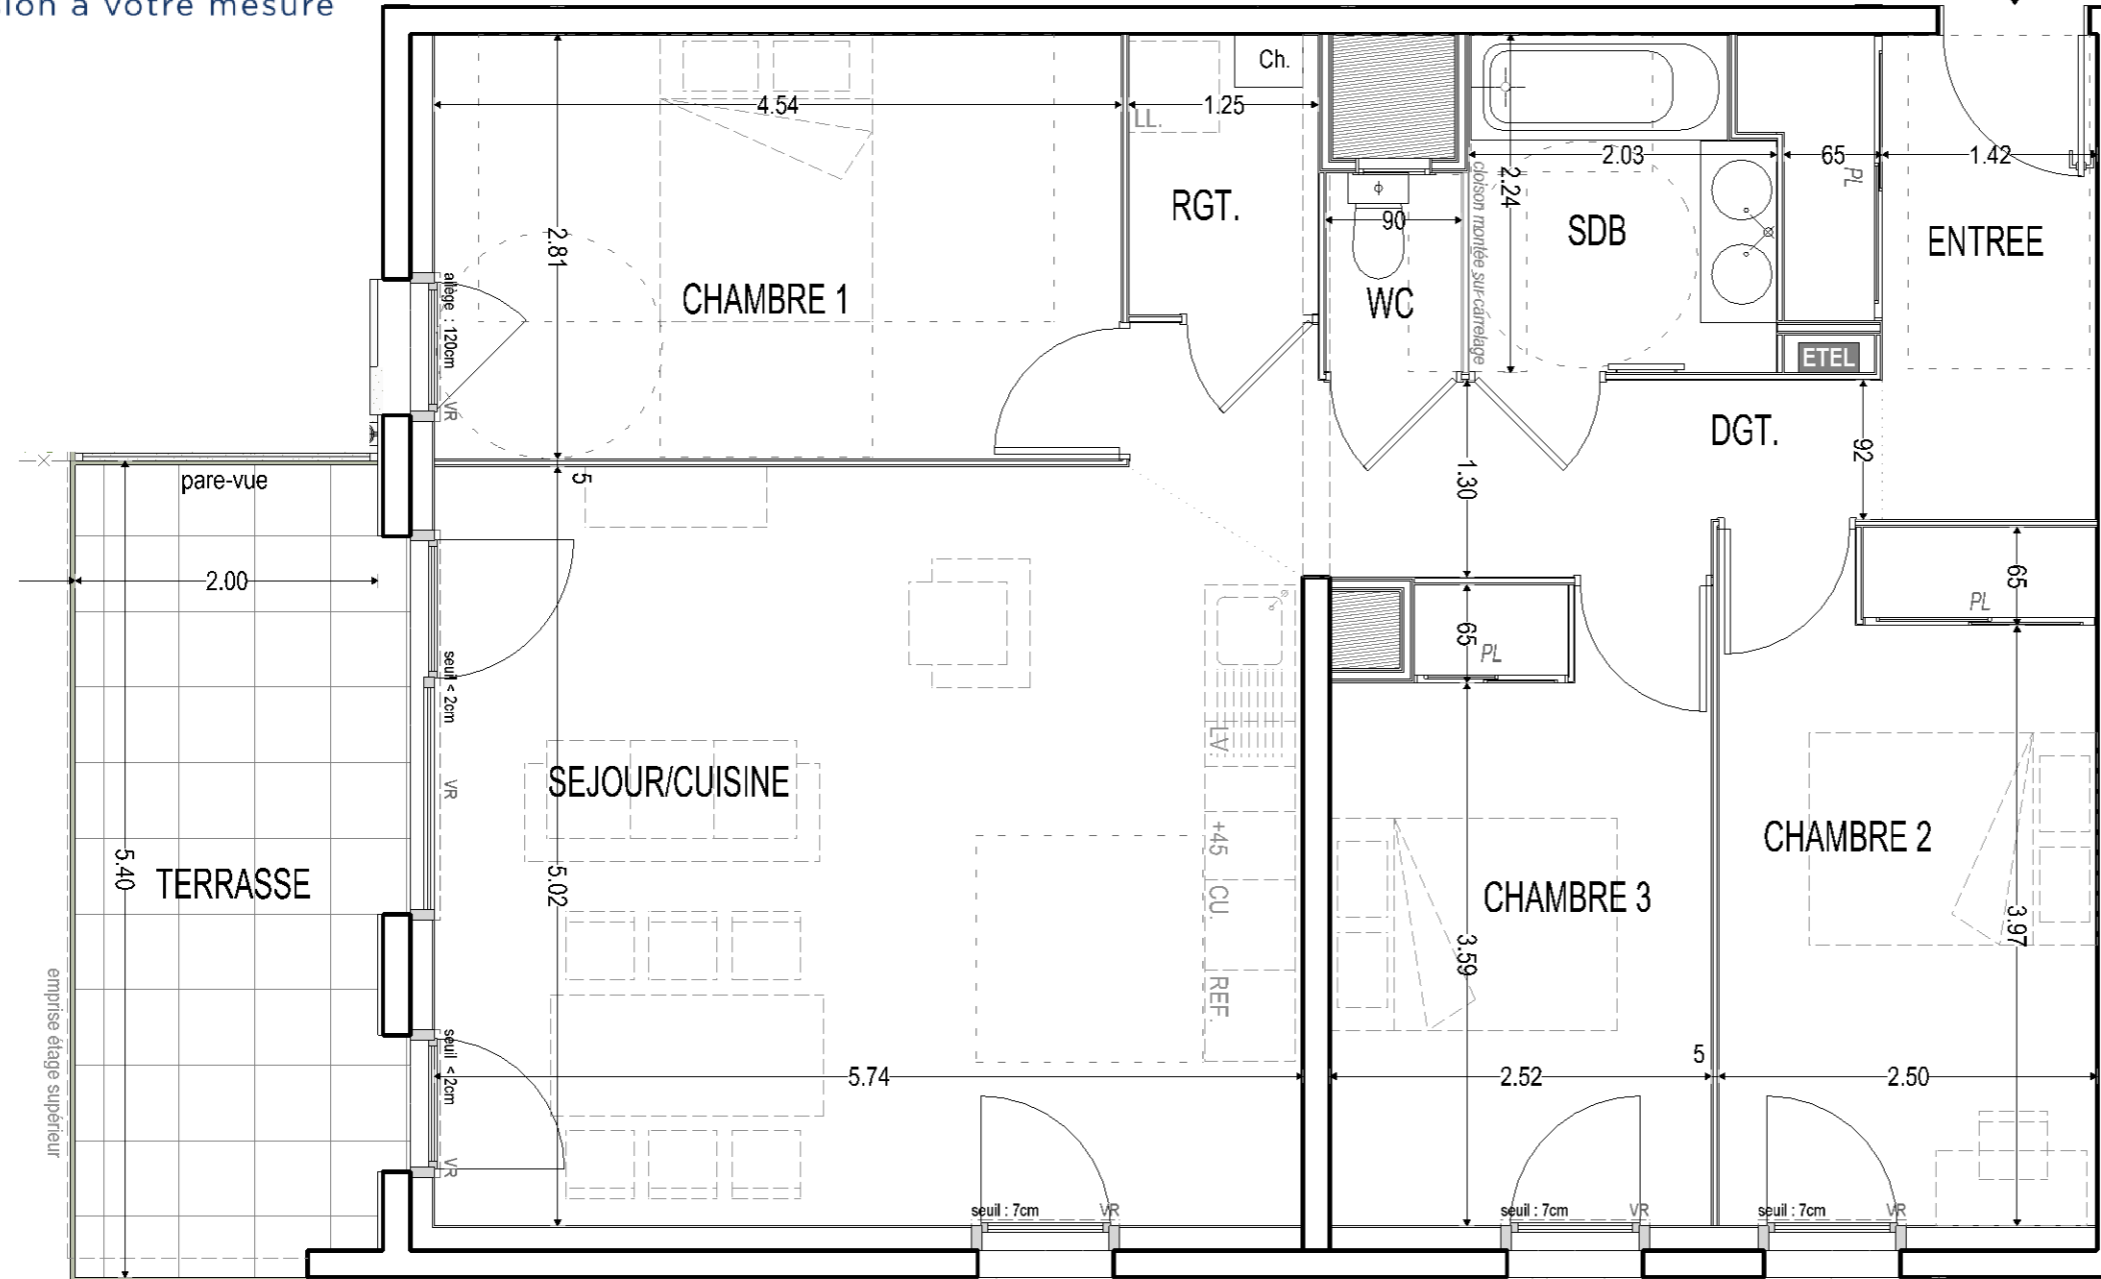 sion à votre mesure
4.54
1.25
Ch.
LL.
2.03
65
PL
1.42
2.81
RGT.
90
cloison montée sur carrelage
2.24
SDB
ENTREE
CHAMBRE 1
WC
allège : 120cm
VR
ETEL
DGT.
92
1.30
pare-vue
5
2.00
65
PL
65
PL
seuil < 2cm
VR
LV
SEJOUR/CUISINE
+45
CU.
REF.
5.40
TERRASSE
5.02
CHAMBRE 2
CHAMBRE 3
3.59
3.97
emprise étage supérieur
seuil < 2cm
VR
5.74
2.52
5
2.50
seuil : 7cm
VR
seuil : 7cm
VR
seuil : 7cm
VR